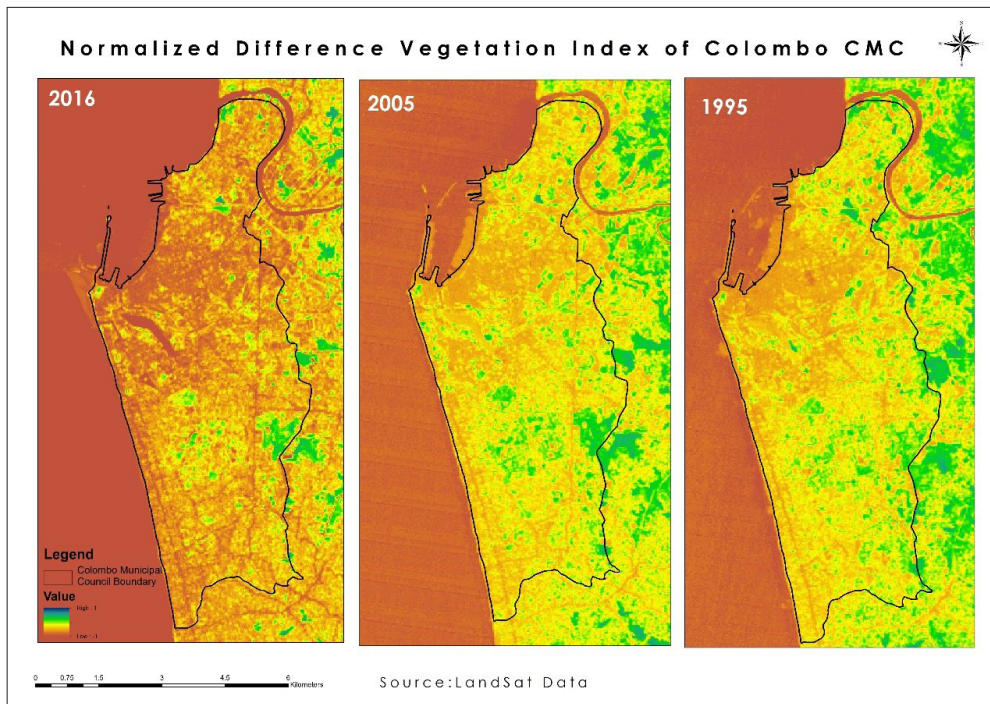 Normalized Difference Vegetation Index of Colombo CMC
2016
2005
1995
Legend
Colombo Municipal
Council Boundary
Value
High : 1
Low : -1
0 0.75 1.5 3 4.5 6
Kilometers
Source:LandSat Data